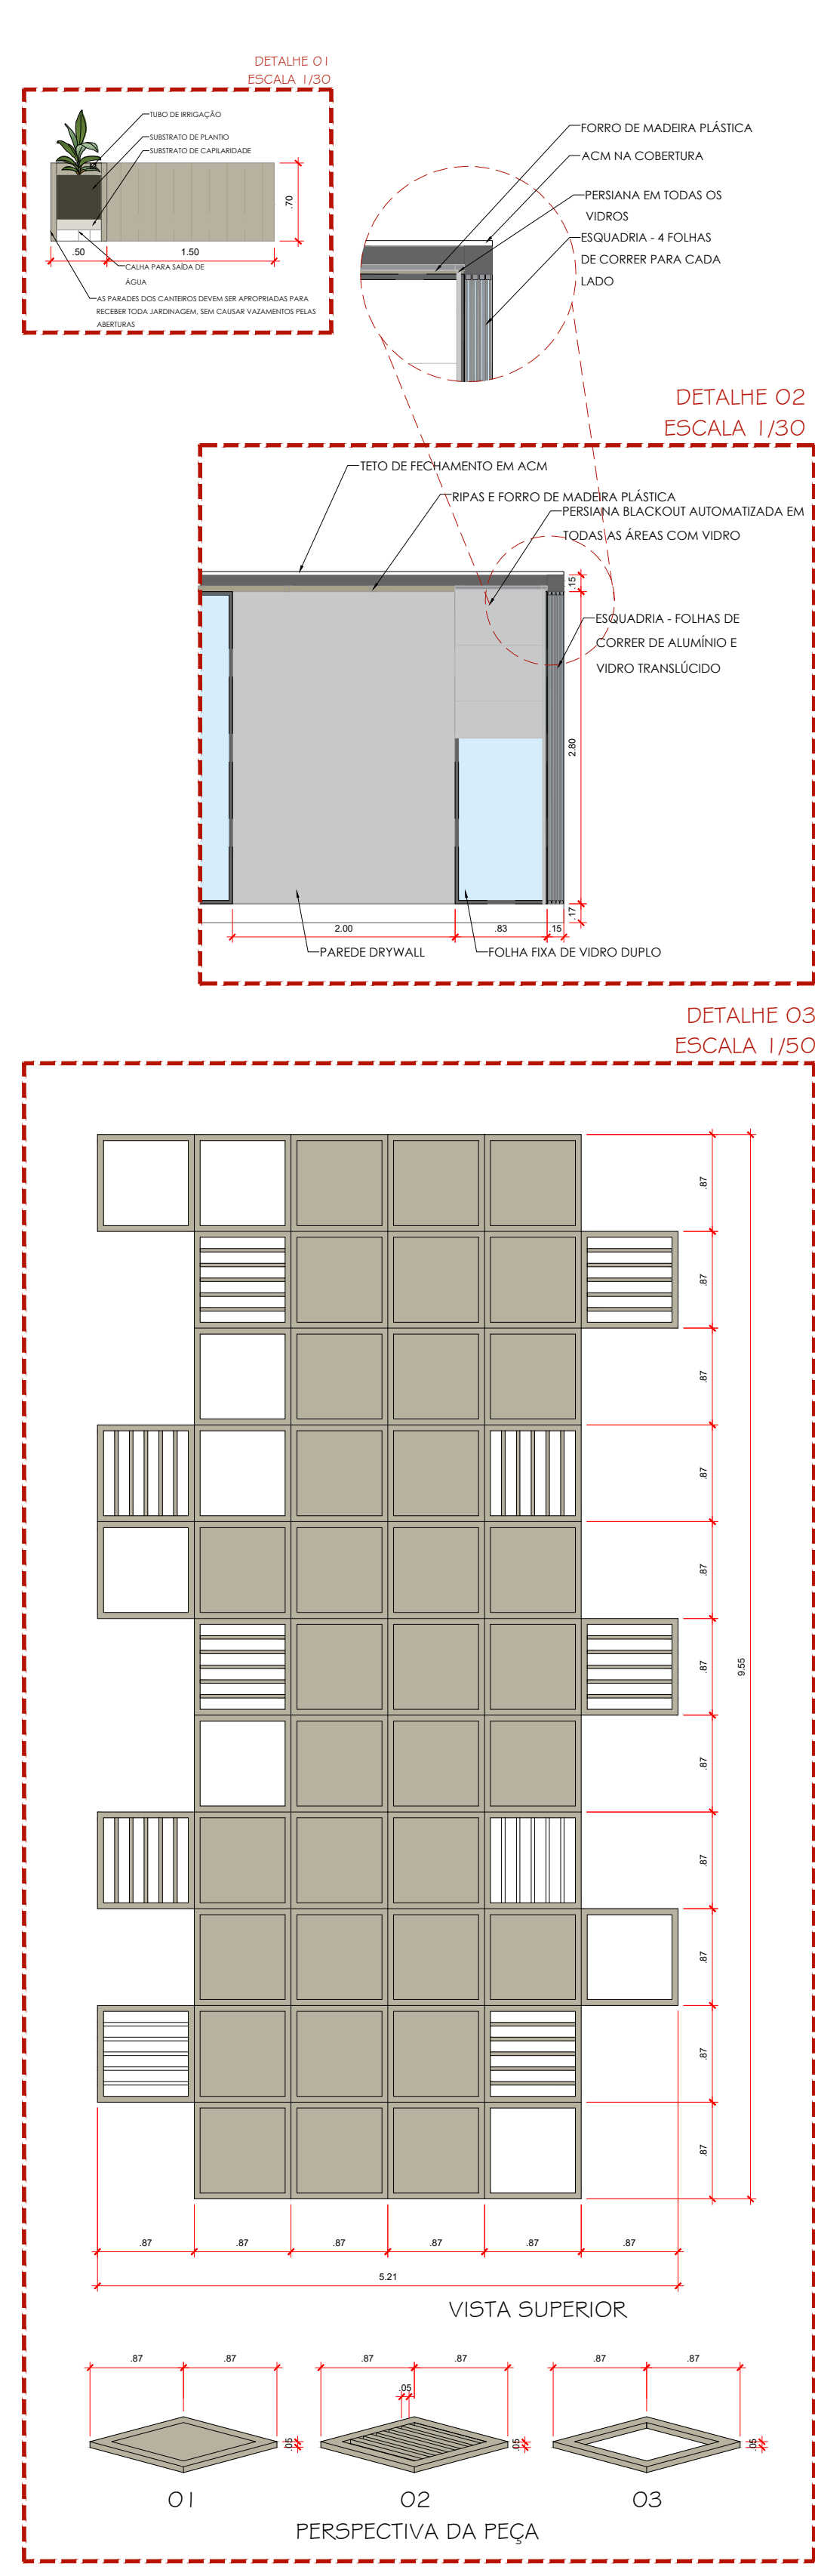 DETALHE 01
ESCALA 1/30
TUBO DE IRRIGAÇÃO
SUBSTRATO DE PLANTIO
SUBSTRATO DE CAPILARIDADE
.70
.50
1.50
CALHA PARA SAÍDA DE
ÁGUA
AS PARADES DOS CANTEIROS DEVEM SER APROPRIADAS PARA
RECEBER TODA JARDINAGEM, SEM CAUSAR VAZAMENTOS PELAS
ABERTURAS
FORRO DE MADEIRA PLÁSTICA
ACM NA COBERTURA
PERSIANA EM TODAS OS
VIDROS
ESQUADRIA - 4 FOLHAS
DE CORRER PARA CADA
LADO
DETALHE 02
ESCALA 1/30
TETO DE FECHAMENTO EM ACM
RIPAS E FORRO DE MADEIRA PLÁSTICA
PERSIANA BLACKOUT AUTOMATIZADA EM
TODAS AS ÁREAS COM VIDRO
.15
ESQUADRIA - FOLHAS DE
CORRER DE ALUMÍNIO E
VIDRO TRANSLÚCIDO
2.80
.17
2.00
.83
.15
PAREDE DRYWALL
FOLHA FIXA DE VIDRO DUPLO
DETALHE 03
ESCALA 1/50
.87
.87
.87
.87
.87
.87
9.55
.87
.87
.87
.87
.87
.87
.87
.87
.87
.87
.87
5.21
VISTA SUPERIOR
.87
.87
.87
.87
.87
.87
.05
.05
.05
.05
01
02
03
PERSPECTIVA DA PEÇA